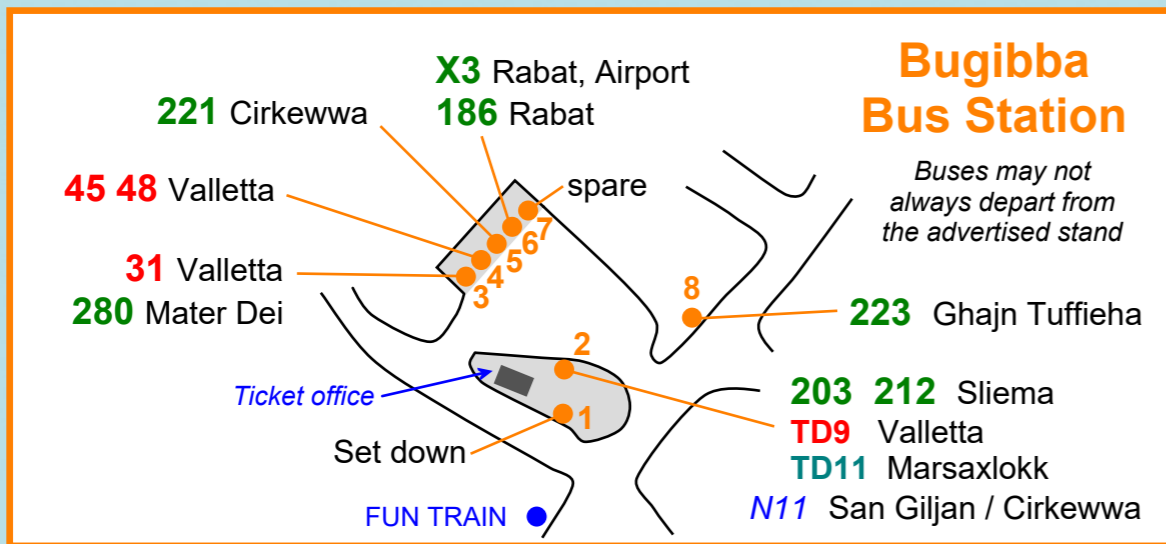 Bugibba
Bus Station
Buses may not
always depart from
the advertised stand
X3 Rabat, Airport
186 Rabat
221 Cirkewwa
45 48 Valletta
31 Valletta
280 Mater Dei
spare
7
6
5
4
3
8
223 Ghajn Tuffieha
2
Ticket office
1
Set down
203 212 Sliema
TD9 Valletta
TD11 Marsaxlokk
N11 San Giljan / Cirkewwa
FUN TRAIN